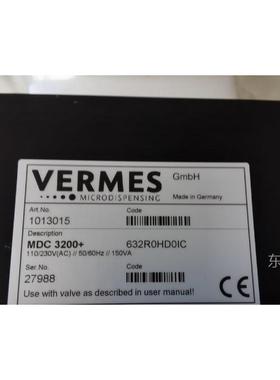 VERMES GmbH
MICRODISPENSING Made in Germany
Art.No. Code
1013015
Description
MDC 3200+ 632R0HD0IC
110/230V(AC) // 50/60Hz // 150VA
Ser.No. Code
27988
Use with valve as described in user manual!
CE
东